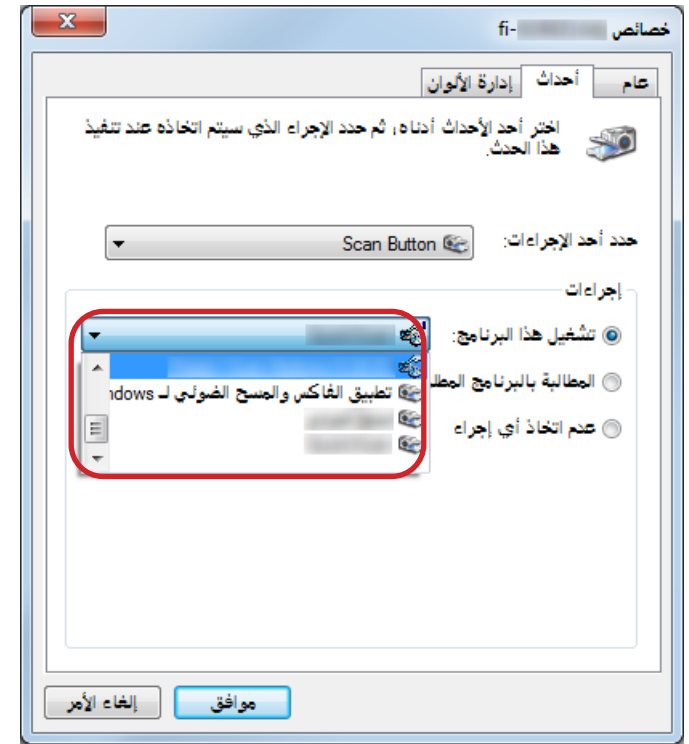 خصائص fi-
عام
أحداث
إدارة الألوان
اختر أحد الأحداث أدناه، ثم حدد الإجراء الذي سيتم اتخاذه عند تنفيذ
هذا الحدث.
حدد أحد الإجراءات:
Scan Button
إجراءات
تشغيل هذا البرنامج:
المطالبة بالبرنامج
تطبيق الفاكس والمسح الضوئي لـ
عدم اتخاذ أي إجراء
موافق
إلغاء الأمر